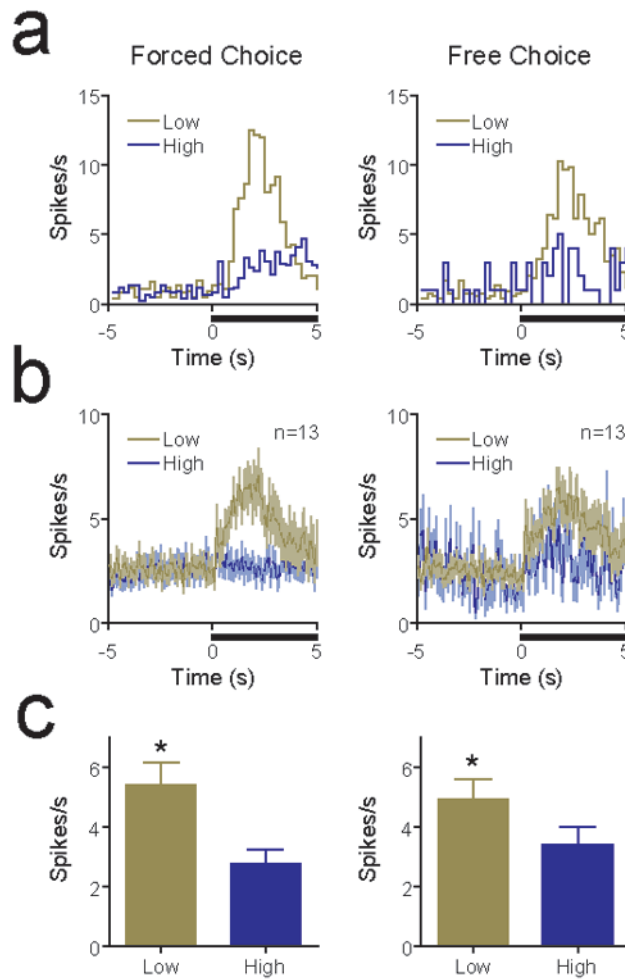 a
Forced Choice
Free Choice
15
10
5
0
Spikes/s
Low
High
-5
0
5
Time (s)
15
10
5
0
Spikes/s
Low
High
-5
0
5
Time (s)
b
10
5
0
Spikes/s
Low
High
n=13
-5
0
5
Time (s)
10
5
0
Spikes/s
Low
High
n=13
-5
0
5
Time (s)
c
6
4
2
0
Spikes/s
*
Low
High
6
4
2
0
Spikes/s
*
Low
High